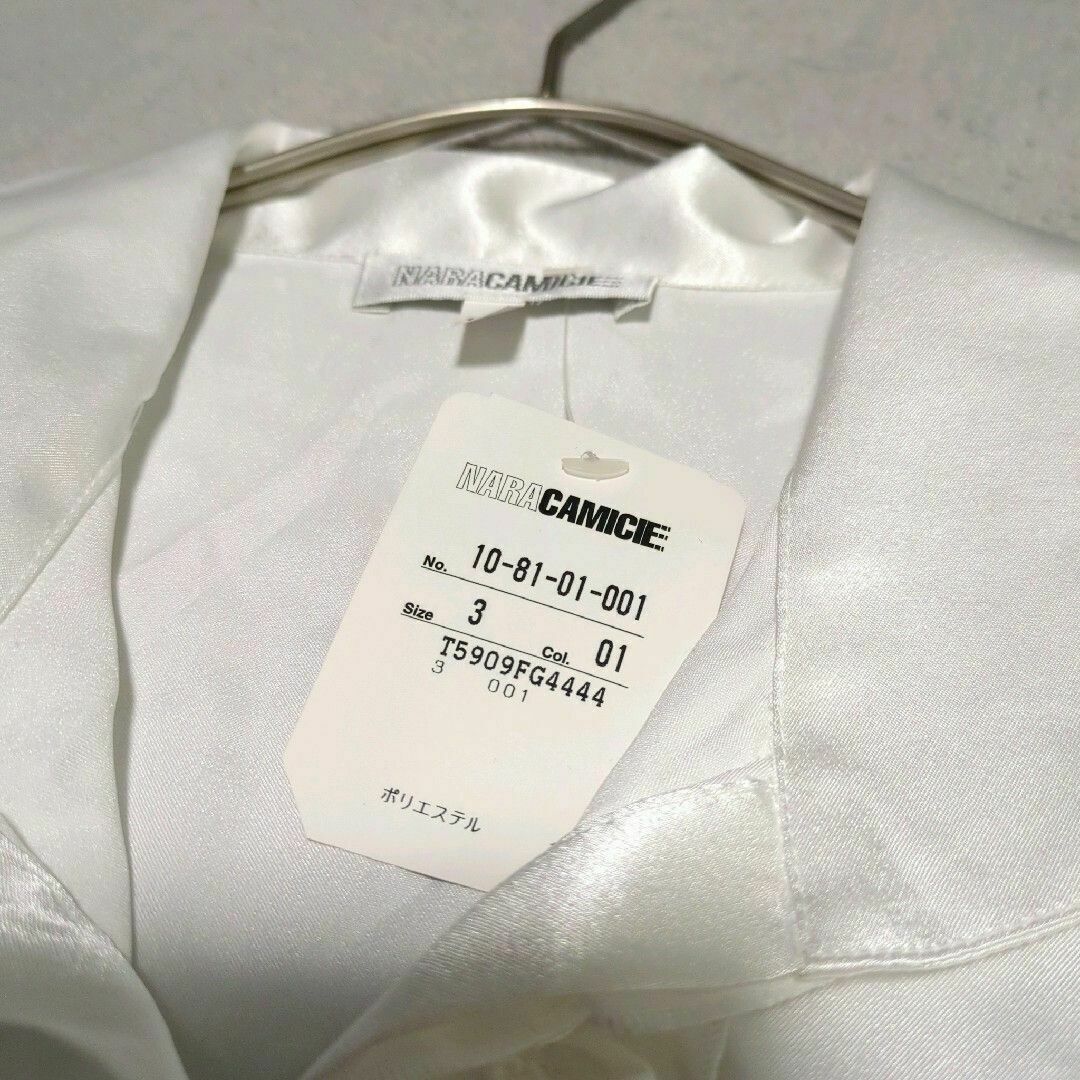 NARACAMICIE
NARACAMICIE
No. 10-81-01-001
Size 3 Col. 01
T5909FG4444
3 001
ポリエステル